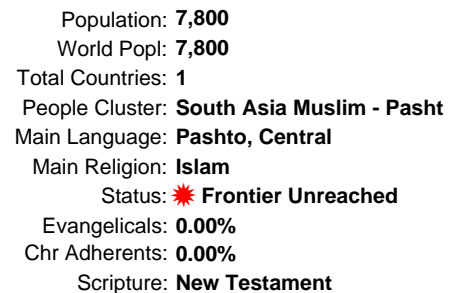 Population: 7,800
World Popl: 7,800
Total Countries: 1
People Cluster: South Asia Muslim - Pasht
Main Language: Pashto, Central
Main Religion: Islam
Status: Frontier Unreached
Evangelicals: 0.00%
Chr Adherents: 0.00%
Scripture: New Testament